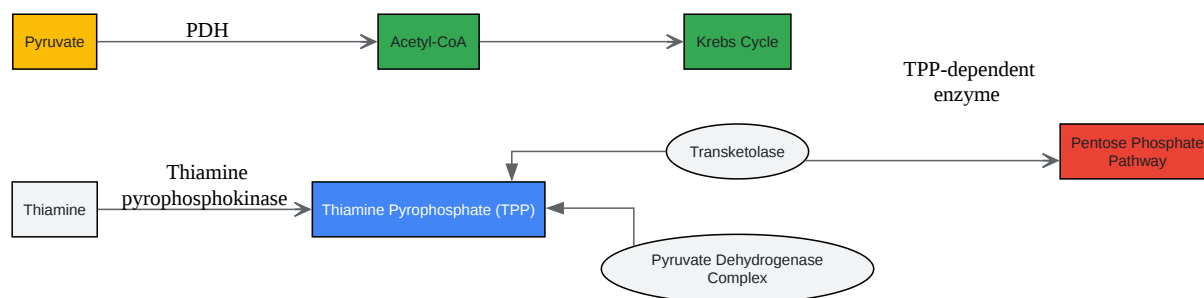 Pyruvate
PDH
Acetyl-CoA
Krebs Cycle
TPP-dependent
enzyme
Transketolase
Pentose Phosphate
Pathway
Thiamine
Thiamine
pyrophosphokinase
Thiamine Pyrophosphate (TPP)
Pyruvate Dehydrogenase
Complex